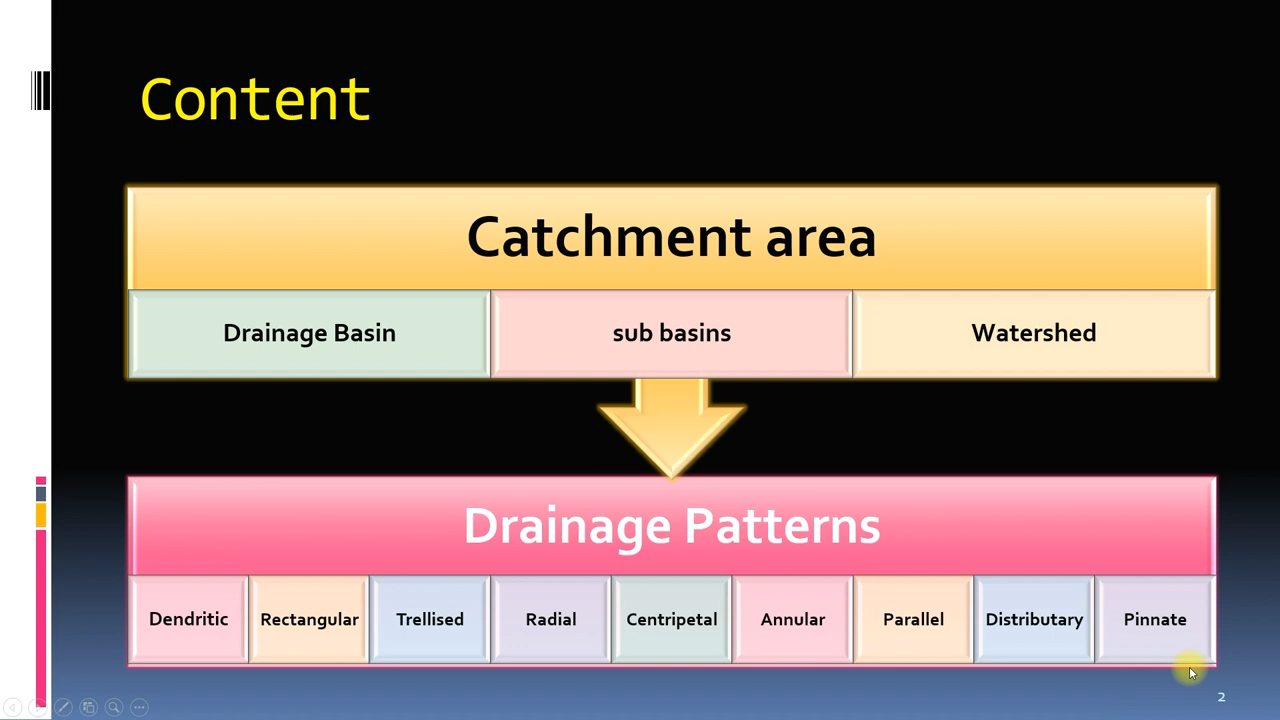 Content
Catchment area
Drainage Basin sub basins Watershed
Drainage Patterns
Dendritic Rectangular Trellised Radial Centripetal Annular Parallel Distributary Pinnate
2